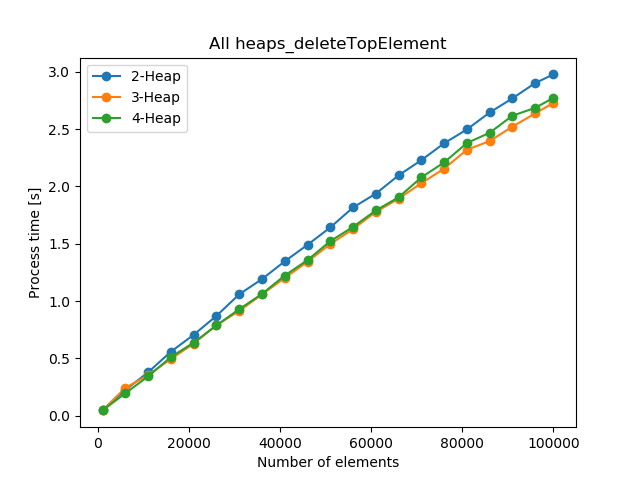 All heaps_deleteTopElement
2-Heap
3-Heap
4-Heap
Process time [s]
3.0
2.5
2.0
1.5
1.0
0.5
0.0
0
20000
40000
60000
80000
100000
Number of elements